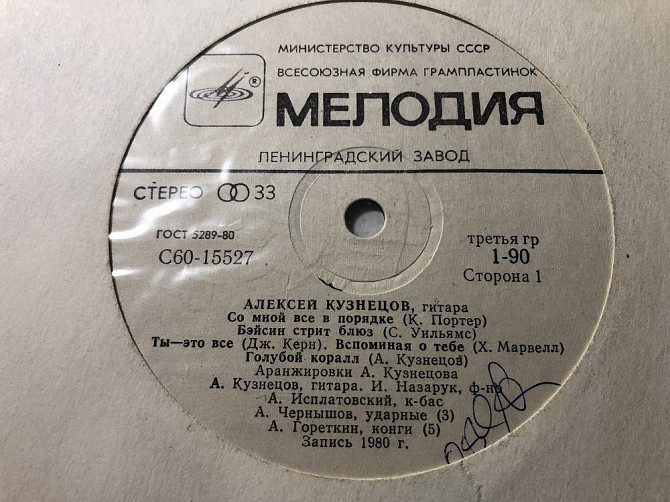 МИНИСТЕРСТВО КУЛЬТУРЫ СССР
ВСЕСОЮЗНАЯ ФИРМА ГРАМПЛАСТИНОК
®
МЕЛОДИЯ
ЛЕНИНГРАДСКИЙ ЗАВОД
СТЕРЕО 33
ГОСТ 5289-80
С60-15527
третья гр
1-90
Сторона 1
АЛЕКСЕЙ КУЗНЕЦОВ, гитара
Со мной все в порядке (К. Портер)
Бэйсин стрит блюз (С. Уильямс)
Ты—это все (Дж. Керн). Вспоминая о тебе (Х. Марвелл)
Голубой коралл (А. Кузнецов)
Аранжировки А. Кузнецова
А. Кузнецов, гитара. И. Назарук, ф-но
А. Исплатовский, к-бас
А. Чернышов, ударные (3)
А. Гореткин, конги (5)
Запись 1980 г.